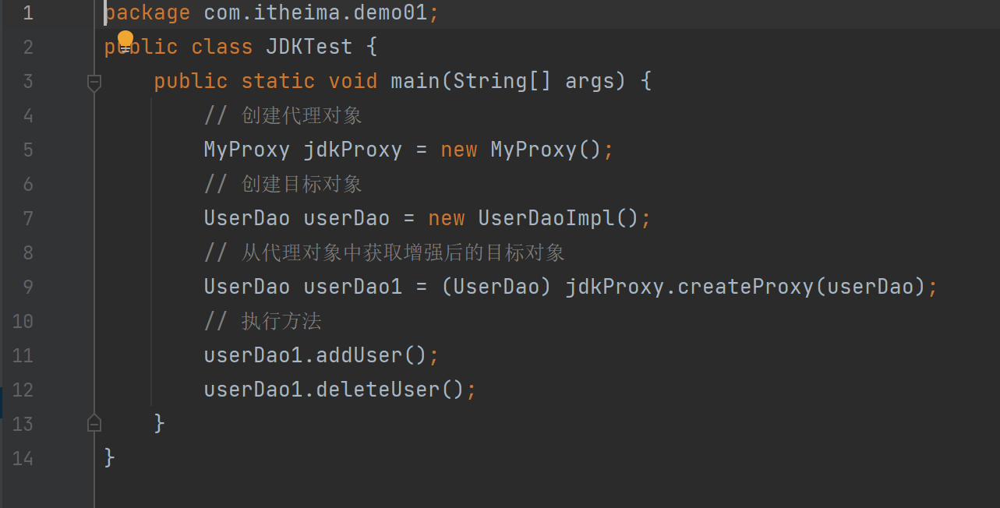 1 package com.itheima.demo01;
2 public class JDKTest {
3 public static void main(String[] args) {
4 // 创建代理对象
5 MyProxy jdkProxy = new MyProxy();
6 // 创建目标对象
7 UserDao userDao = new UserDaoImpl();
8 // 从代理对象中获取增强后的目标对象
9 UserDao userDao1 = (UserDao) jdkProxy.createProxy(userDao);
10 // 执行方法
11 userDao1.addUser();
12 userDao1.deleteUser();
13 }
14 }